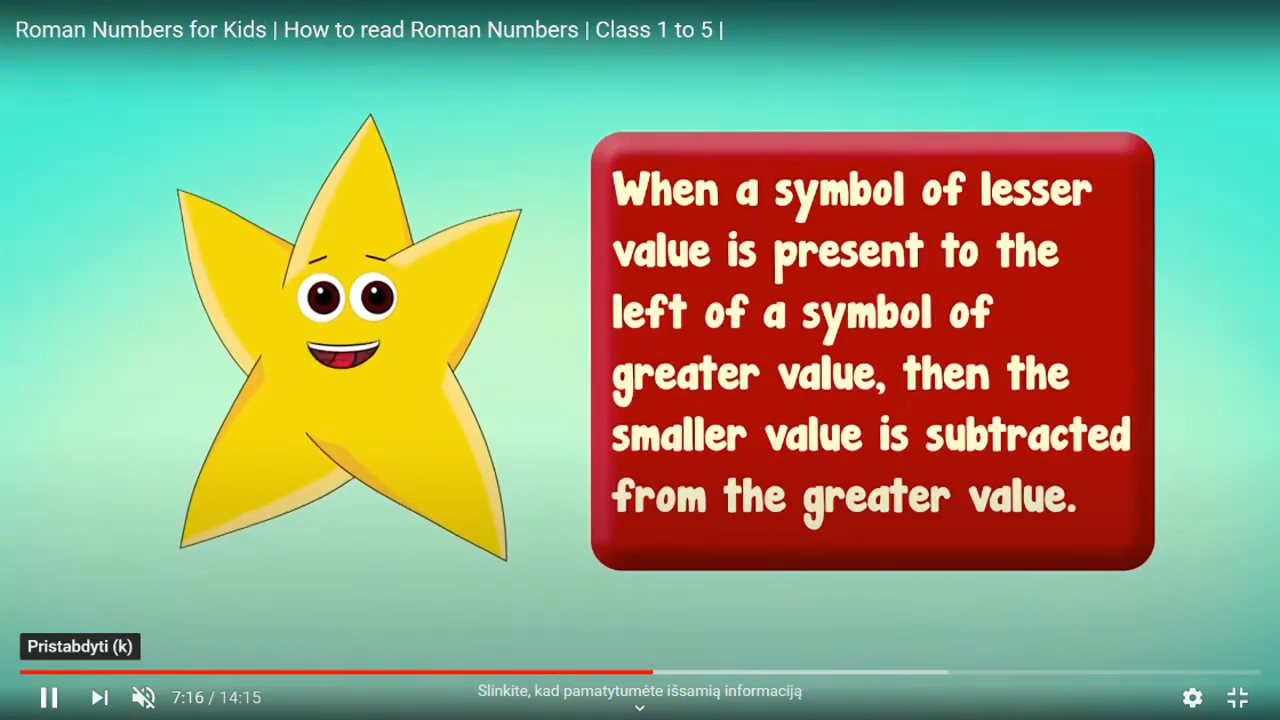 Roman Numbers for Kids | How to read Roman Numbers | Class 1 to 5 |
When a symbol of lesser
value is present to the
left of a symbol of
greater value, then the
smaller value is subtracted
from the greater value.
Pristabdyti (k)
7:16 / 14:15
Slinkite, kad pamatytumėte išsamią informaciją